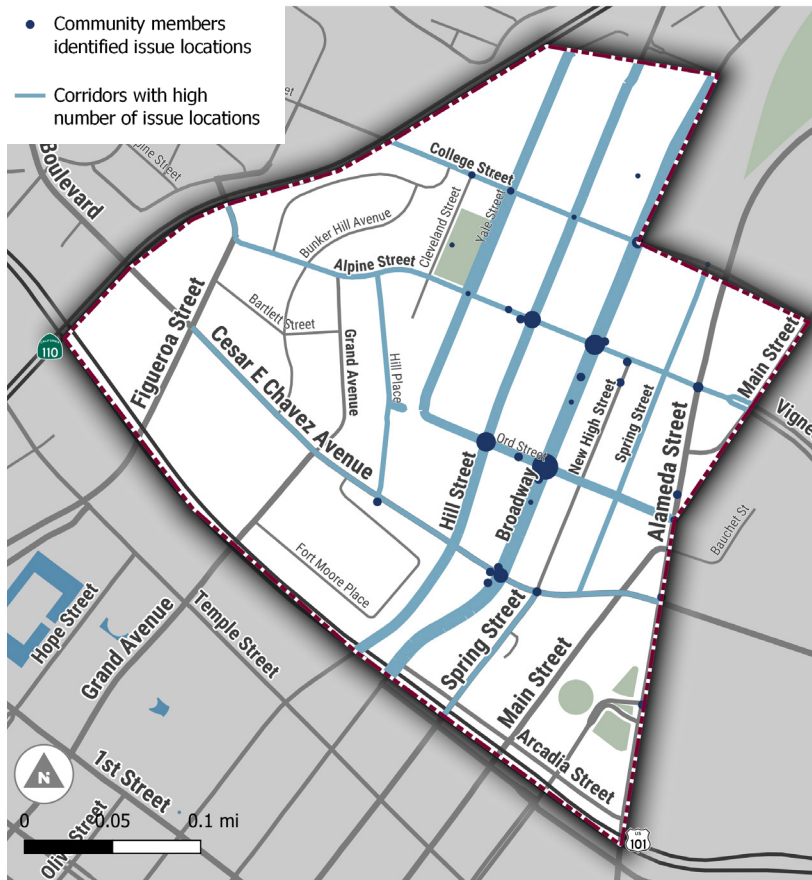 Community members
identified issue locations
Corridors with high
number of issue locations
Boulevard
College Street
Cleveland Street
Yale Street
Bunker Hill Avenue
Alpine Street
Bartlett Street
Figueroa Street
Cesar E Chavez Avenue
Grand Avenue
Hill Place
CALIFORNIA
110
Main Street
Vigne
New High Street
Spring Street
Alameda Street
Ord Street
Hill Street
Broadway
Bauchet St
Fort Moore Place
Hope Street
Grand Avenue
Temple Street
Spring Street
Main Street
Arcadia Street
1st Street
N
0 0.05 0.1 mi
US
101